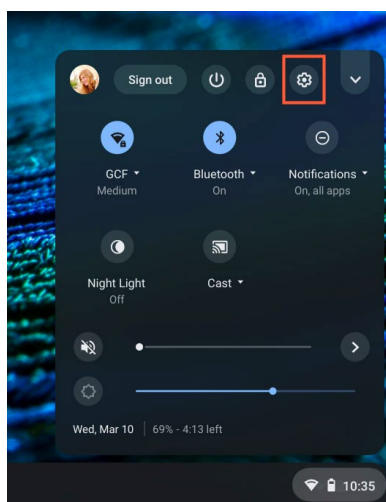 Sign out
GCF
Medium
Bluetooth
On
Notifications
On, all apps
Night Light
Off
Cast
Wed, Mar 10 69% - 4:13 left
10:35